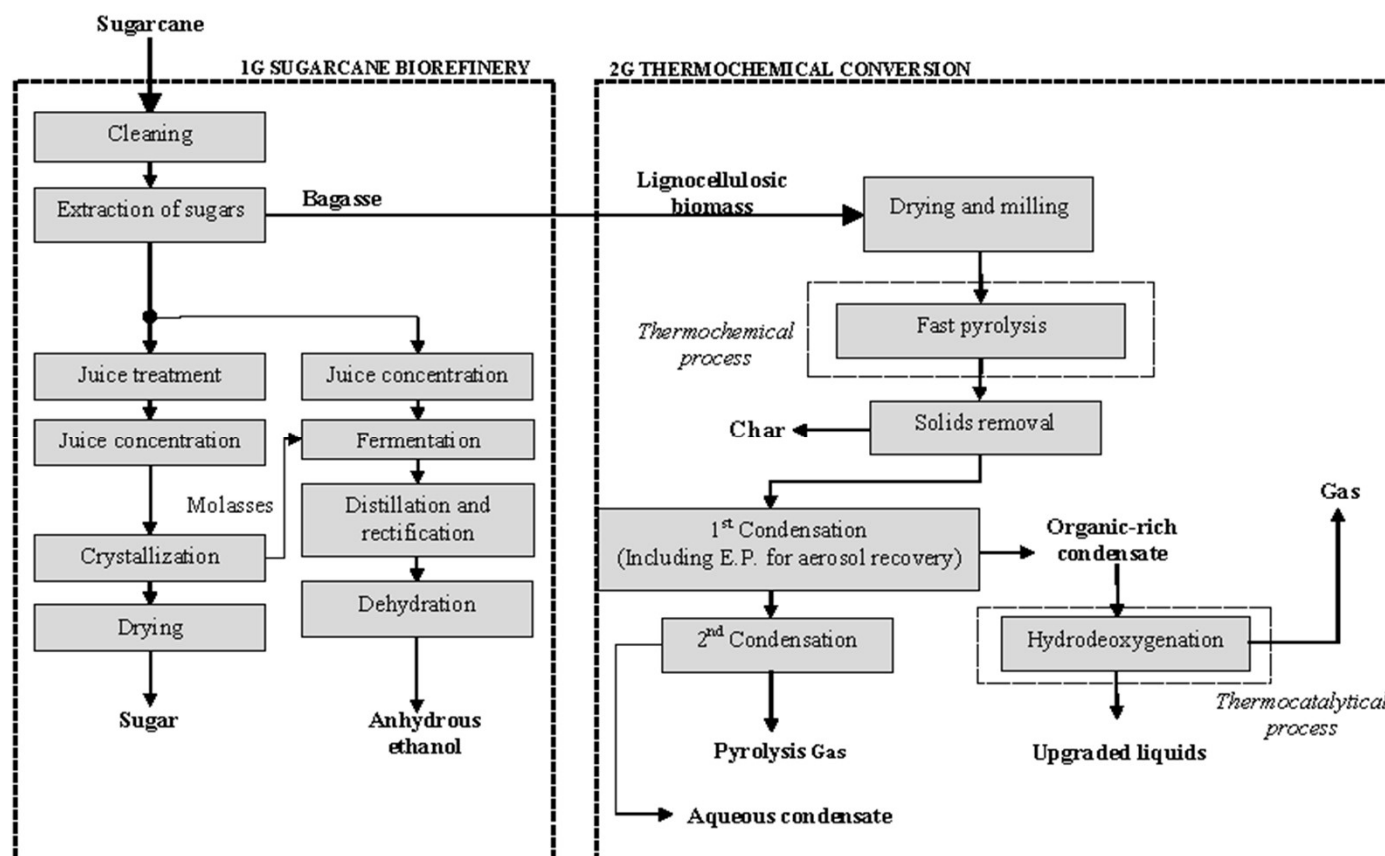 Sugarcane
1G SUGARCANE BIOREFINERY
Cleaning
Extraction of sugars
Bagasse
Juice treatment
Juice concentration
Juice concentration
Fermentation
Molasses
Distillation and
rectification
Crystallization
Dehydration
Drying
Sugar
Anhydrous
ethanol
2G THERMOCHEMICAL CONVERSION
Lignocellulosic
biomass
Drying and milling
Fast pyrolysis
Thermochemical
process
Solids removal
Char
1st Condensation
(Including E.P. for aerosol recovery)
Organic-rich
condensate
Gas
2nd Condensation
Hydrodeoxygenation
Thermocatalytical
process
Pyrolysis Gas
Upgraded liquids
Aqueous condensate